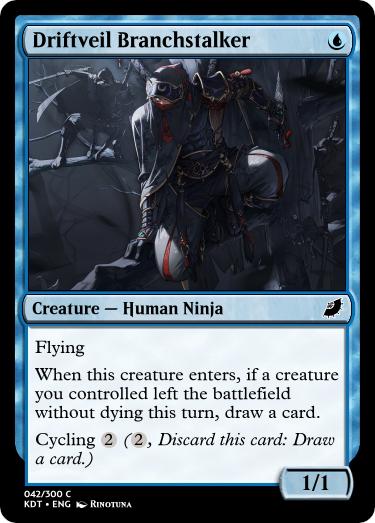 Driftveil Branchstalker
Creature — Human Ninja
Flying
When this creature enters, if a creature
you controlled left the battlefield
without dying this turn, draw a card.
Cycling 2 (2, Discard this card: Draw
a card.)
1/1
042/300 C
KDT • ENG Rinotuna